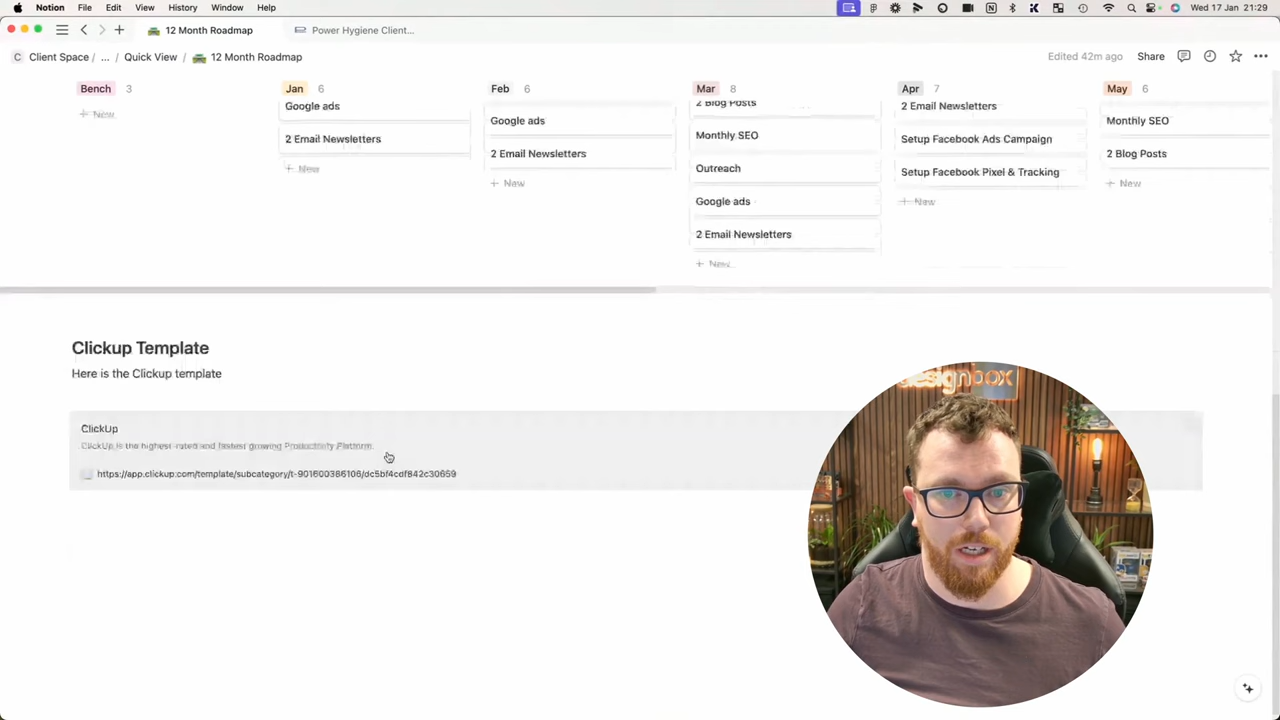 Notion File Edit View History Window Help Wed 17 Jan 21:29
12 Month Roadmap Power Hygiene Client...
C Client Space / ... / Quick View / 12 Month Roadmap Edited 42m ago Share
Bench 3 Jan 6 Feb 6 Mar 8 Apr 7 May 6
+ New
Google ads
2 Email Newsletters
+ New
Google ads
2 Email Newsletters
+ New
2 Blog Posts
Monthly SEO
Outreach
Google ads
2 Email Newsletters
+ New
2 Email Newsletters
Setup Facebook Ads Campaign
Setup Facebook Pixel & Tracking
+ New
Monthly SEO
2 Blog Posts
+ New
Clickup Template
Here is the Clickup template
ClickUp
ClickUp is the highest rated and fastest growing Productivity Platform.
https://app.clickup.com/template/subcategory/t-901600386106/dc5bf4cdf842c30659
designbox